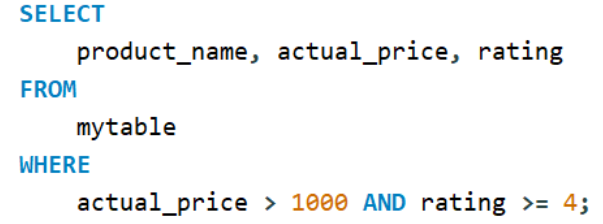 SELECT
product_name, actual_price, rating
FROM
mytable
WHERE
actual_price > 1000 AND rating >= 4;